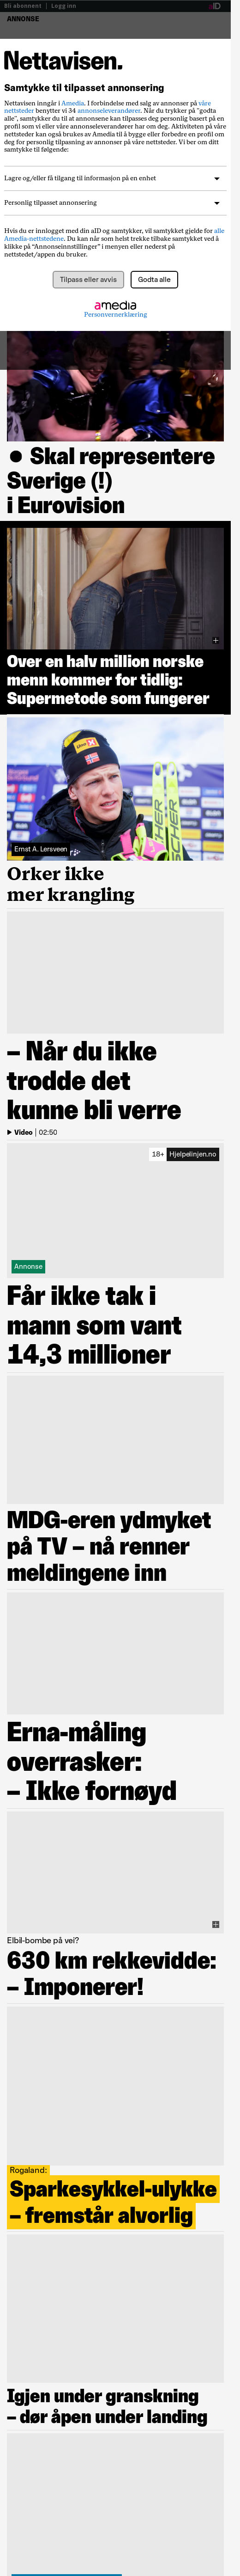 Bli abonnent | Logg inn
aID
ANNONSE
Nettavisen.
Samtykke til tilpasset annonsering
Nettavisen inngår i Amedia. I forbindelse med salg av annonser på våre
nettsteder benytter vi 34 annonseleverandører. Når du trykker på "godta
alle", samtykker du til at annonsene kan tilpasses deg personlig basert på en
profil som vi eller våre annonseleverandører har om deg. Aktiviteten på våre
nettsteder kan også brukes av Amedia til å bygge eller forbedre en profil om
deg for personlig tilpasning av annonser på våre nettsteder. Vi ber om ditt
samtykke til følgende:
Lagre og/eller få tilgang til informasjon på en enhet
Personlig tilpasset annonsering
Hvis du er innlogget med din aID og samtykker, vil samtykket gjelde for alle
Amedia-nettstedene. Du kan når som helst trekke tilbake samtykket ved å
klikke på “Annonseinnstillinger” i menyen eller nederst på
nettstedet/appen du bruker.
Tilpass eller avvis
Godta alle
amedia
Personvernerklæring
Skal representere
Sverige (!)
i Eurovision
Over en halv million norske
menn kommer for tidlig:
Supermetode som fungerer
Ernst A. Lersveen
Orker ikke
mer krangling
– Når du ikke
trodde det
kunne bli verre
Video | 02:50
18+ Hjelpelinjen.no
Annonse
Får ikke tak i
mann som vant
14,3 millioner
MDG-eren ydmyket
på TV – nå renner
meldingene inn
Erna-måling
overrasker:
– Ikke fornøyd
Elbil-bombe på vei?
630 km rekkevidde:
– Imponerer!
Rogaland:
Sparkesykkel-ulykke
– fremstår alvorlig
Igjen under granskning
– dør åpen under landing